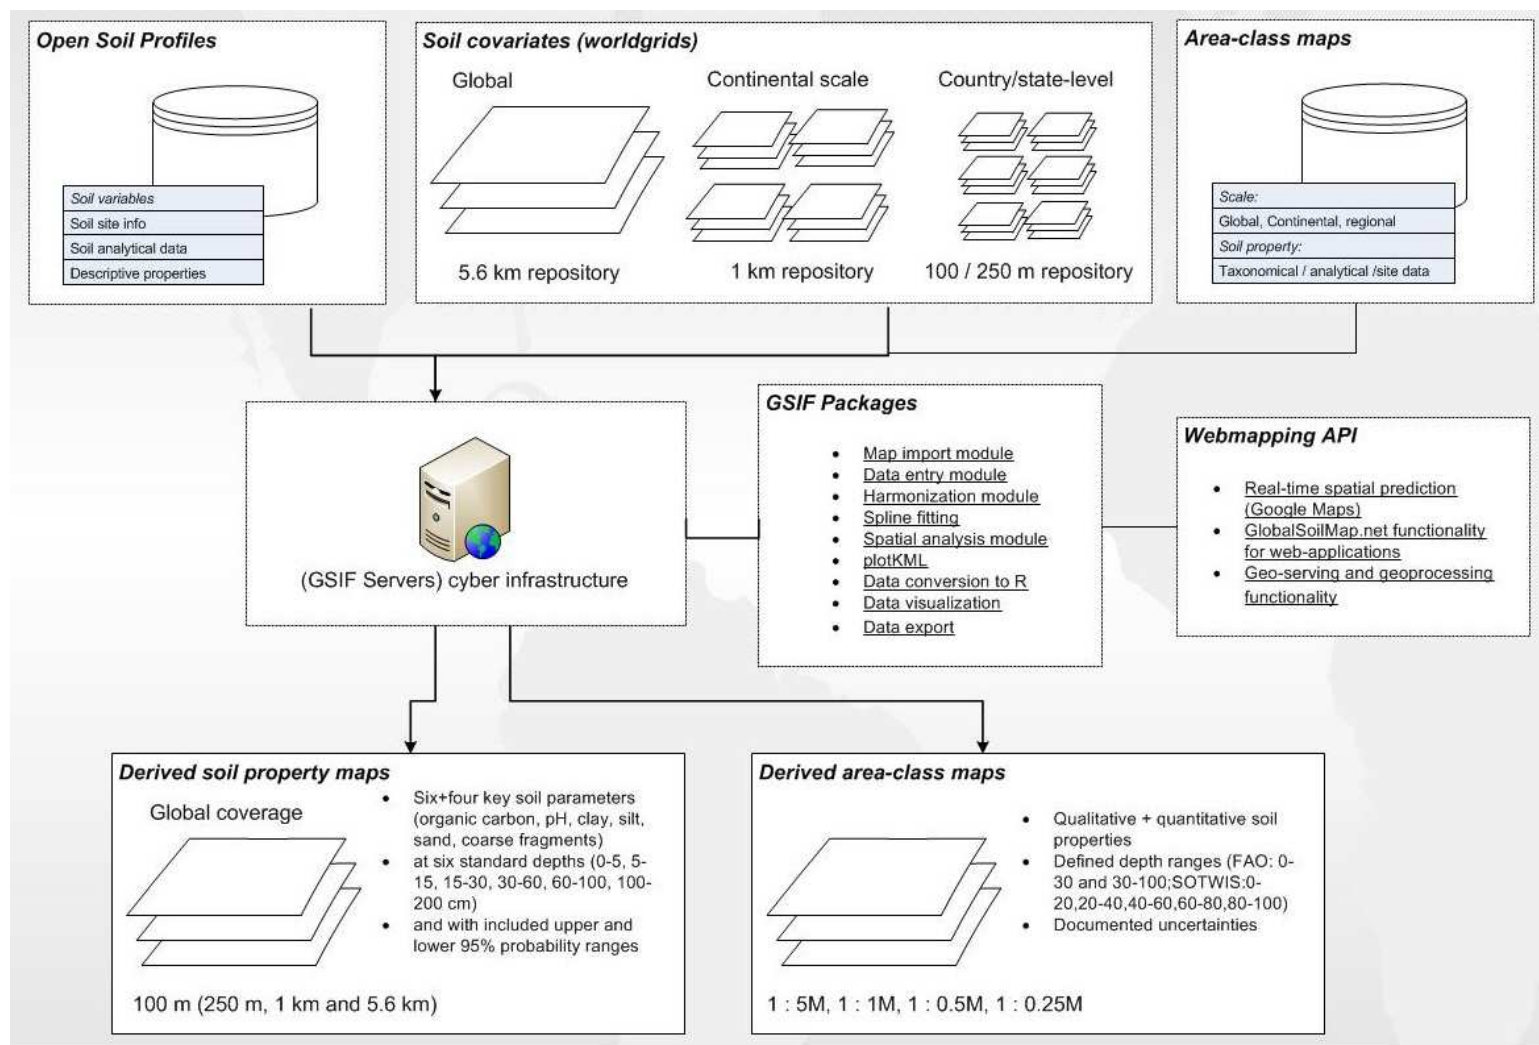 Open Soil Profiles
Soil variables
Soil site info
Soil analytical data
Descriptive properties
Soil covariates (worldgrids)
Global
Continental scale
Country/state-level
5.6 km repository
1 km repository
100 / 250 m repository
Area-class maps
Scale:
Global, Continental, regional
Soil property:
Taxonomical / analytical /site data
(GSIF Servers) cyber infrastructure
GSIF Packages
• Map import module
• Data entry module
• Harmonization module
• Spline fitting
• Spatial analysis module
• plotKML
• Data conversion to R
• Data visualization
• Data export
Webmapping API
• Real-time spatial prediction
(Google Maps)
• GlobalSoilMap.net functionality
for web-applications
• Geo-serving and geoprocessing
functionality
Derived soil property maps
Global coverage
• Six+four key soil parameters
(organic carbon, pH, clay, silt,
sand, coarse fragments)
• at six standard depths (0-5, 5-
15, 15-30, 30-60, 60-100, 100-
200 cm)
• and with included upper and
lower 95% probability ranges
100 m (250 m, 1 km and 5.6 km)
Derived area-class maps
• Qualitative + quantitative soil
properties
• Defined depth ranges (FAO: 0-
30 and 30-100;SOTWIS:0-
20,20-40,40-60,60-80,80-100)
• Documented uncertainties
1 : 5M, 1 : 1M, 1 : 0.5M, 1 : 0.25M